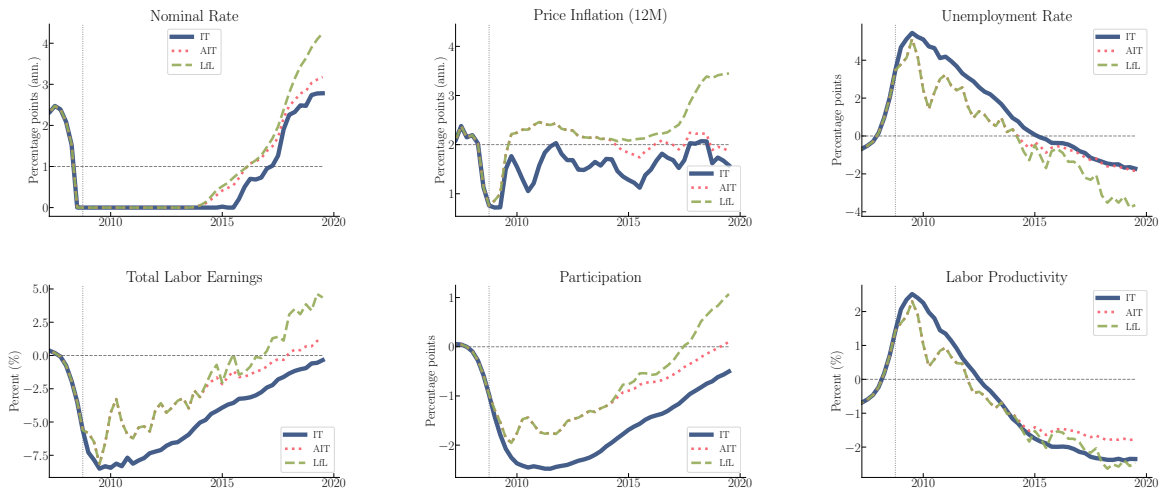 Nominal Rate
Percentage points (ann.)
4
3
2
1
0
IT
AIT
LfL
2010
2015
2020
Price Inflation (12M)
Percentage points (ann.)
4
3
2
1
IT
AIT
LfL
2010
2015
2020
Unemployment Rate
Percentage points
4
2
0
−2
−4
IT
AIT
LfL
2010
2015
2020
Total Labor Earnings
Percent (%)
5.0
2.5
0.0
−2.5
−5.0
−7.5
IT
AIT
LfL
2010
2015
2020
Participation
Percentage points
1
0
−1
−2
IT
AIT
LfL
2010
2015
2020
Labor Productivity
Percent (%)
2
1
0
−1
−2
IT
AIT
LfL
2010
2015
2020